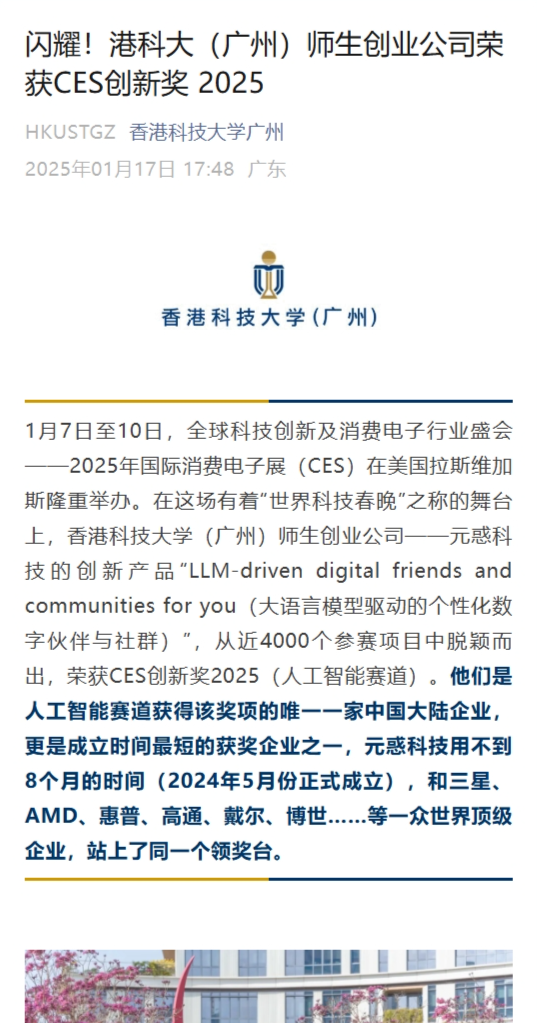 闪耀！港科大（广州）师生创业公司荣
获CES创新奖 2025
HKUSTGZ 香港科技大学广州
2025年01月17日 17:48 广东
香港科技大学(广州)
1月7日至10日，全球科技创新及消费电子行业盛会
——2025年国际消费电子展（CES）在美国拉斯维加
斯隆重举办。在这场有着“世界科技春晚”之称的舞台
上，香港科技大学（广州）师生创业公司——元惑科
技的创新产品“LLM-driven digital friends and
communities for you（大语言模型驱动的个性化数
字伙伴与社群）”，从近4000个参赛项目中脱颖而
出，荣获CES创新奖2025（人工智能赛道）。他们是
人工智能赛道获得该奖项的唯一一家中国大陆企业，
更是成立时间最短的获奖企业之一，元惑科技用不到
8个月的时间（2024年5月份正式成立），和三星、
AMD、惠普、高通、戴尔、博世......等一众世界顶级
企业，站上了同一个领奖台。